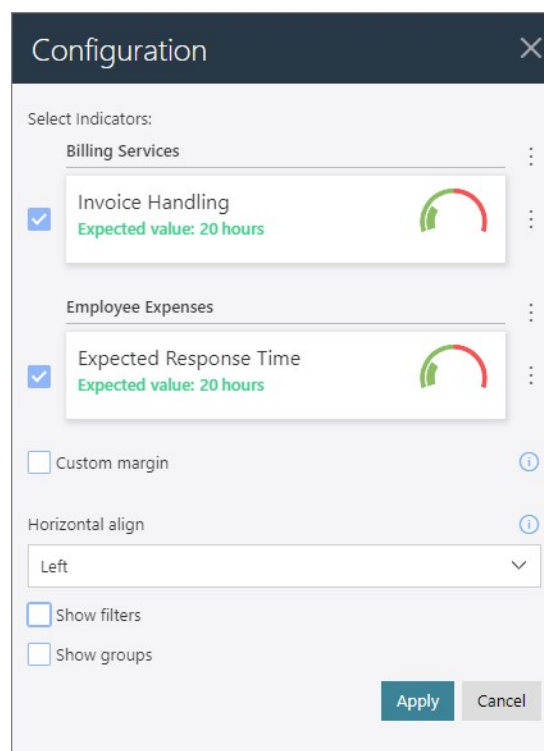 Configuration
Select Indicators:
Billing Services
Invoice Handling
Expected value: 20 hours
Employee Expenses
Expected Response Time
Expected value: 20 hours
Custom margin
Horizontal align
Left
Show filters
Show groups
Apply Cancel